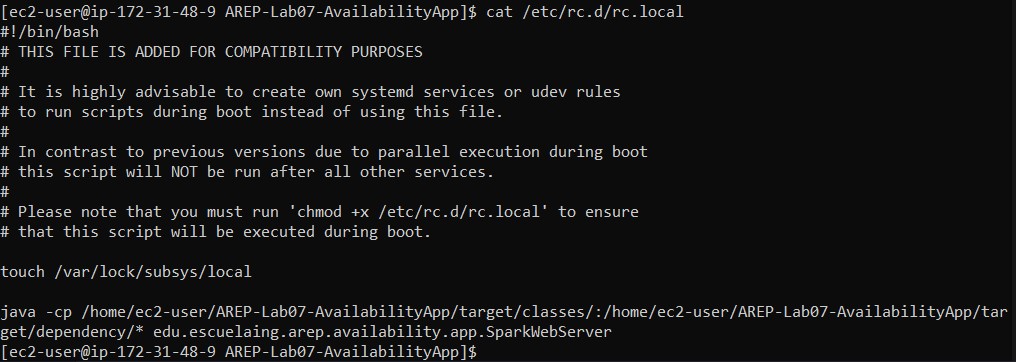 [ec2-user@ip-172-31-48-9 AREP-Lab07-AvailabilityApp]$ cat /etc/rc.d/rc.local
#!/bin/bash
# THIS FILE IS ADDED FOR COMPATIBILITY PURPOSES
#
# It is highly advisable to create own systemd services or udev rules
# to run scripts during boot instead of using this file.
#
# In contrast to previous versions due to parallel execution during boot
# this script will NOT be run after all other services.
#
# Please note that you must run 'chmod +x /etc/rc.d/rc.local' to ensure
# that this script will be executed during boot.

touch /var/lock/subsys/local

java -cp /home/ec2-user/AREP-Lab07-AvailabilityApp/target/classes/:/home/ec2-user/AREP-Lab07-AvailabilityApp/tar
get/dependency/* edu.escuelaing.arep.availability.app.SparkWebServer
[ec2-user@ip-172-31-48-9 AREP-Lab07-AvailabilityApp]$